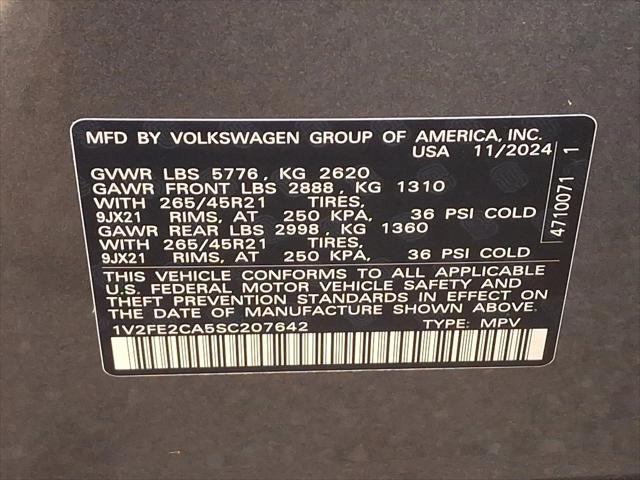 MFD BY VOLKSWAGEN GROUP OF AMERICA, INC.
USA 11/2024
GVWR LBS 5776, KG 2620
GAWR FRONT LBS 2888, KG 1310
WITH 265/45R21 TIRES,
9JX21 RIMS, AT 250 KPA, 36 PSI COLD
GAWR REAR LBS 2998, KG 1360
WITH 265/45R21 TIRES,
9JX21 RIMS, AT 250 KPA, 36 PSI COLD
THIS VEHICLE CONFORMS TO ALL APPLICABLE
U.S. FEDERAL MOTOR VEHICLE SAFETY AND
THEFT PREVENTION STANDARDS IN EFFECT ON
THE DATE OF MANUFACTURE SHOWN ABOVE.
1V2FE2CA5SC207642 TYPE: MPV
4710071 1